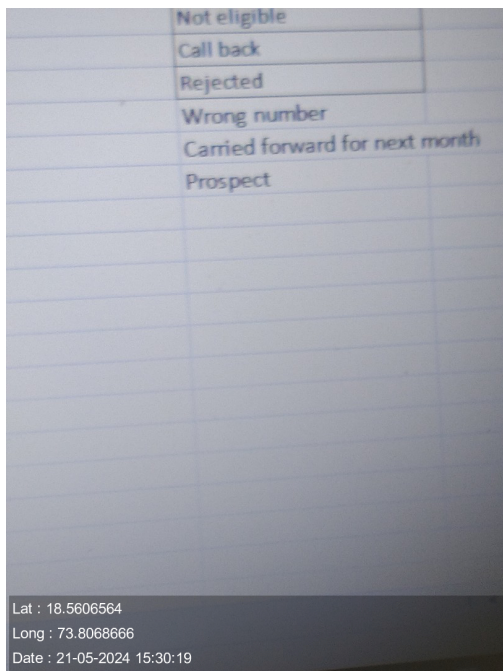 Not eligible
Call back
Rejected
Wrong number
Carried forward for next month
Prospect
Lat : 18.5606564
Long : 73.8068666
Date : 21-05-2024 15:30:19